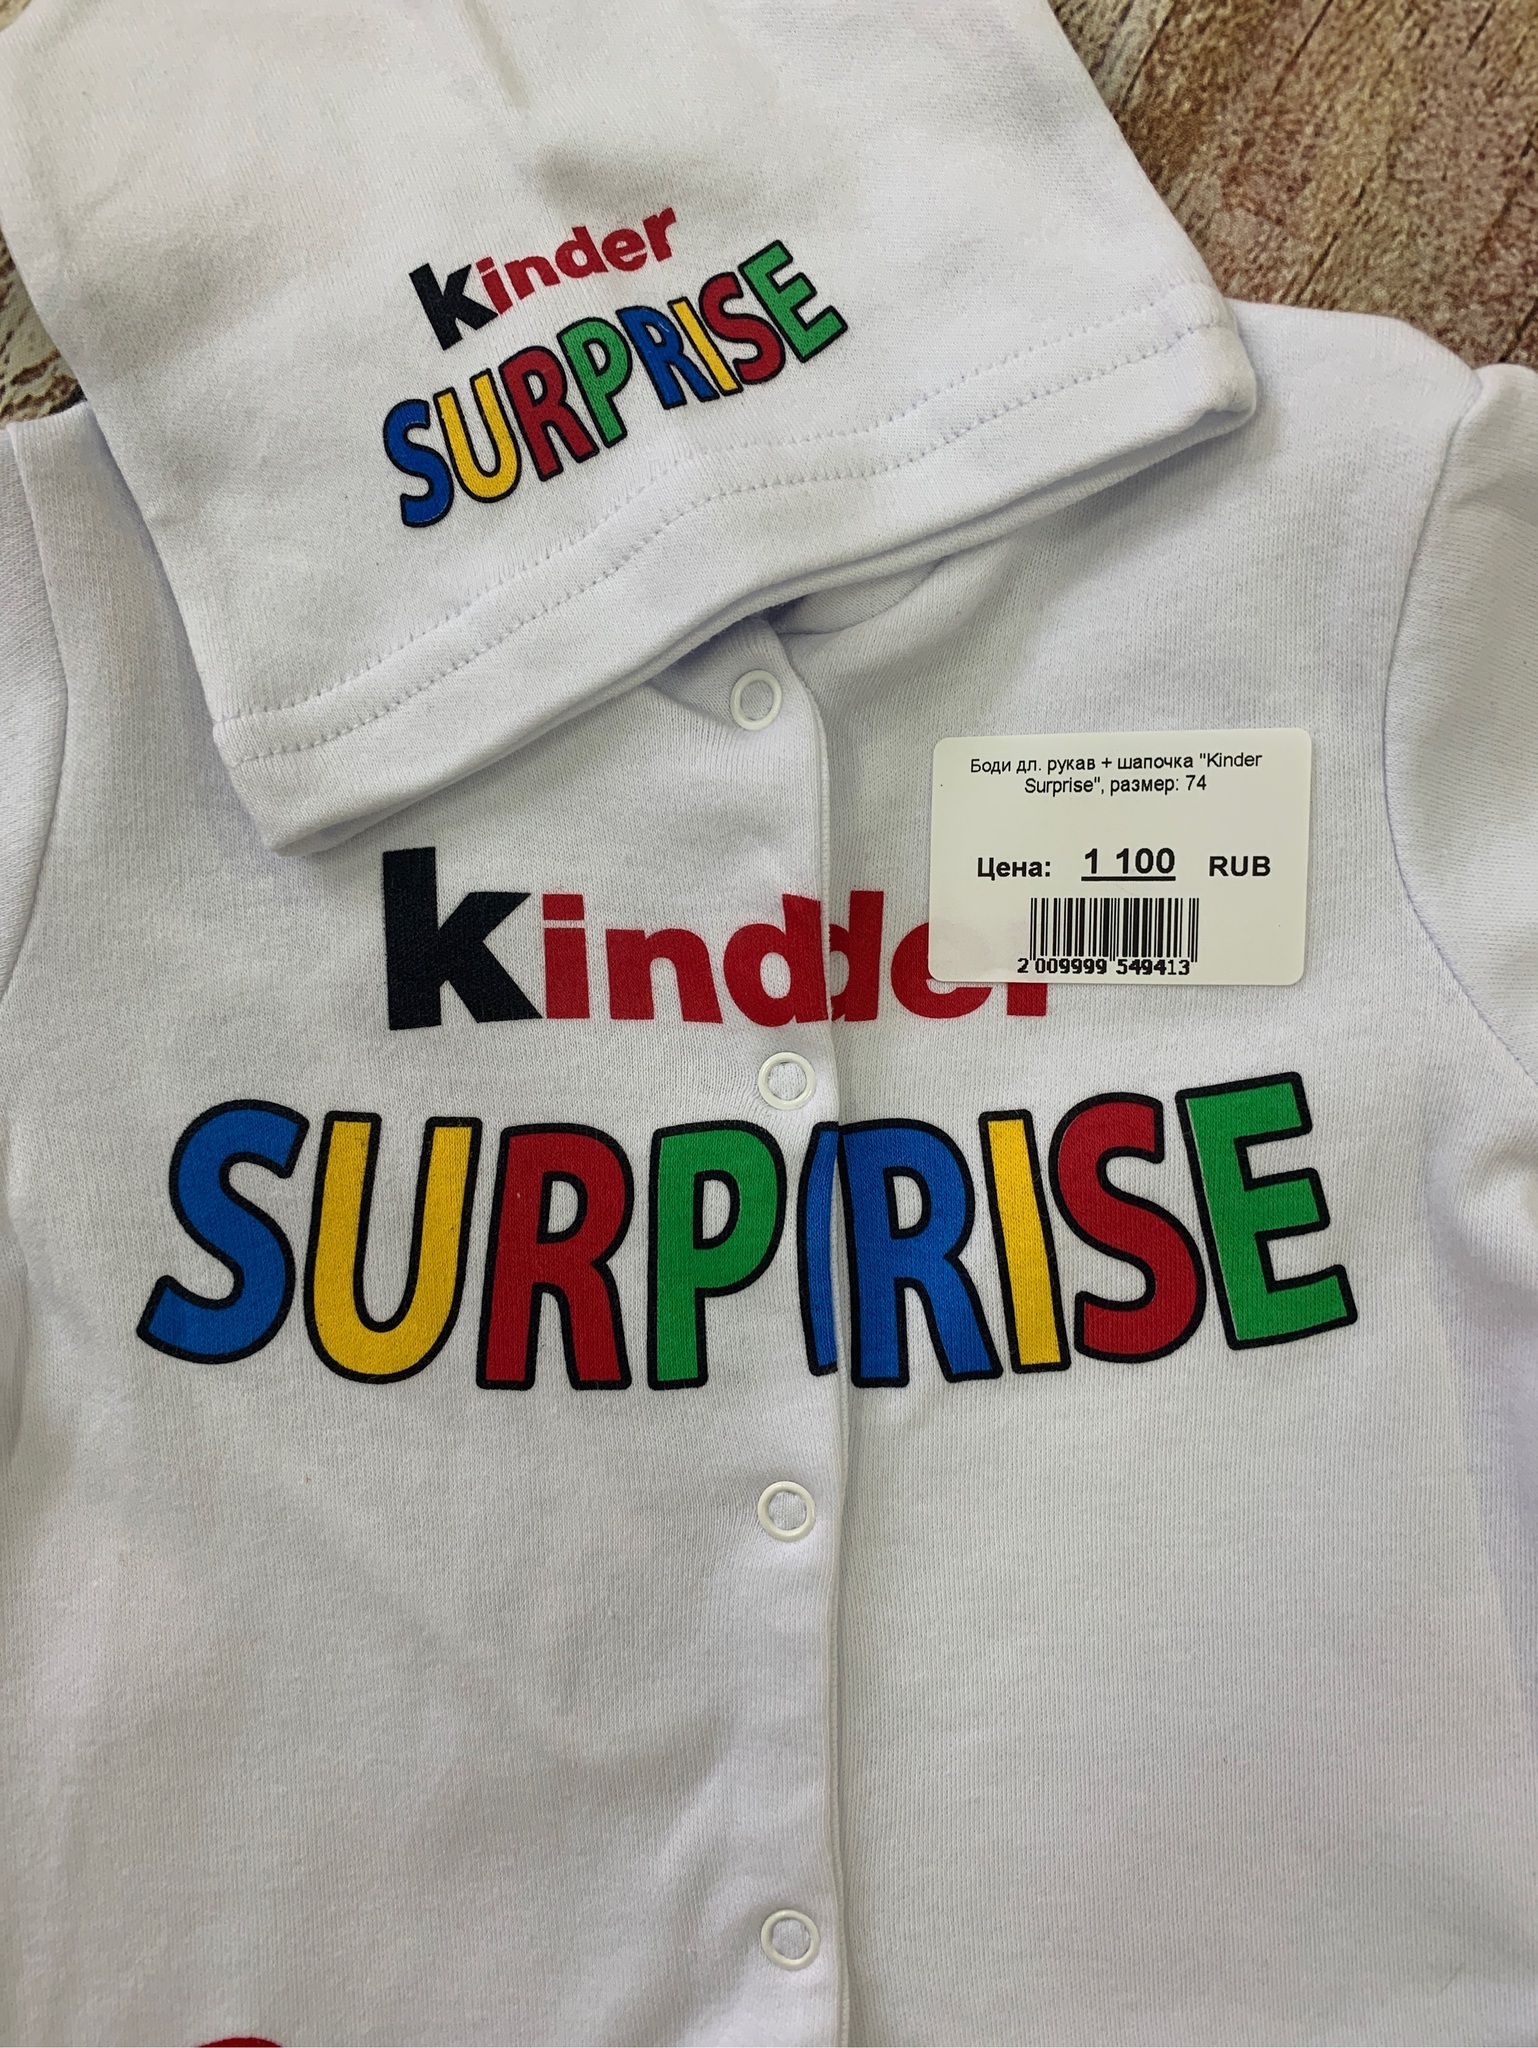 kinder
SURPRISE
Боди дл. рукав + шапочка "Kinder
Surprise", размер: 74
Цена: 1 100 RUB
2 009999 549413
kinder
SURPRISE